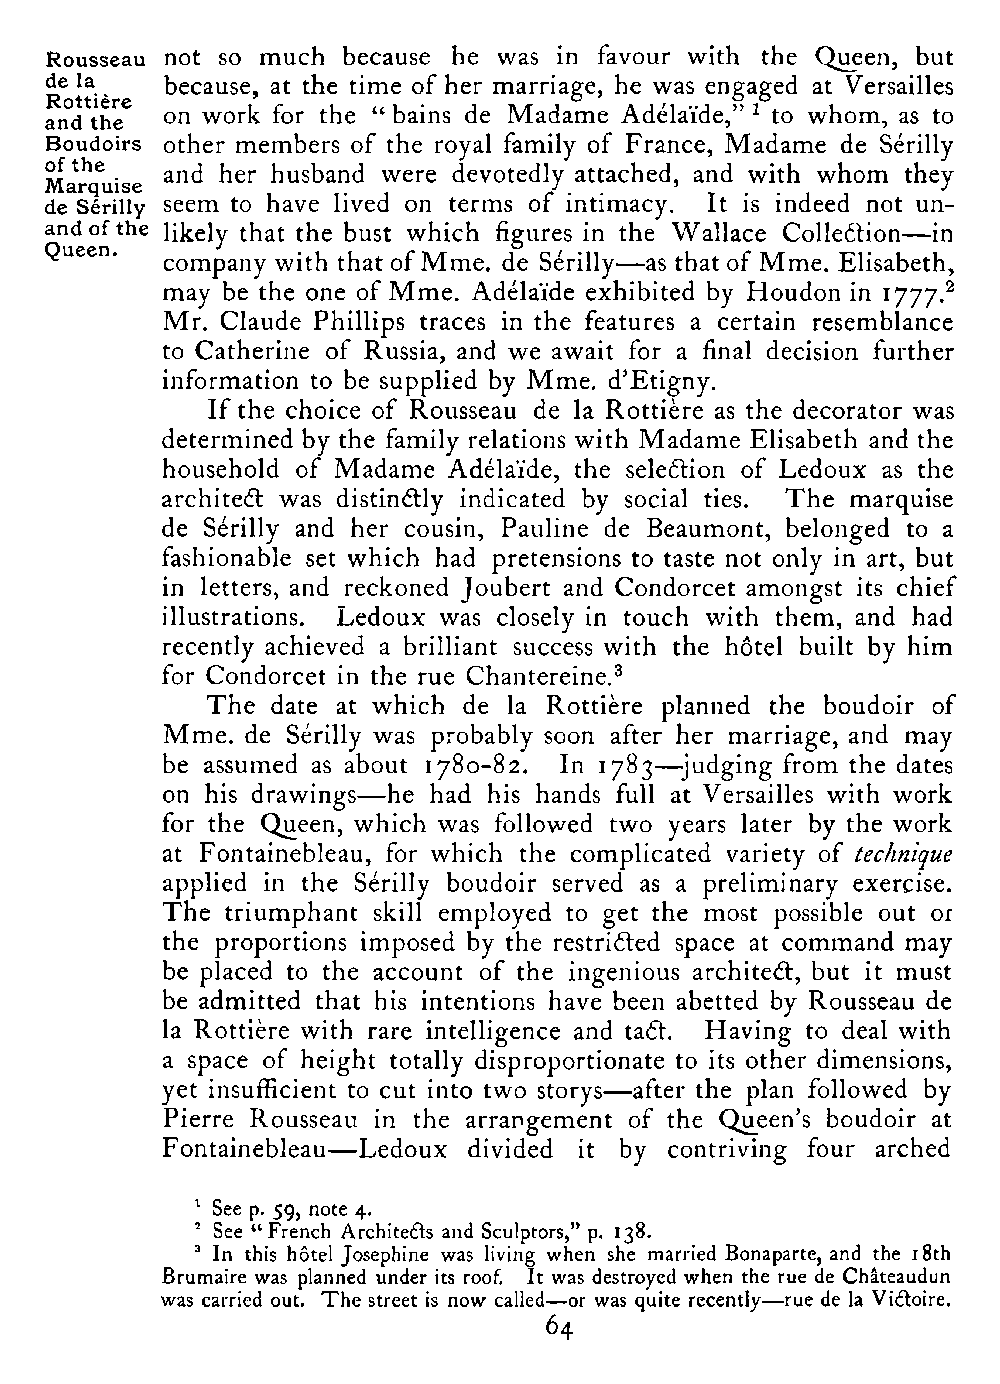 Rousseau
de la
Rottière
and the
Boudoirs
of the
Marquise
de Sérilly
and of the
Queen.
not so much because he was in favour with the Queen, but
because, at the time of her marriage, he was engaged at Versailles
on work for the “bains de Madame Adélaïde,” ¹ to whom, as to
other members of the royal family of France, Madame de Sérilly
and her husband were devotedly attached, and with whom they
seem to have lived on terms of intimacy. It is indeed not un-
likely that the bust which figures in the Wallace Collection—in
company with that of Mme. de Sérilly—as that of Mme. Elisabeth,
may be the one of Mme. Adélaïde exhibited by Houdon in 1777.²
Mr. Claude Phillips traces in the features a certain resemblance
to Catherine of Russia, and we await for a final decision further
information to be supplied by Mme. d'Etigny.
If the choice of Rousseau de la Rottière as the decorator was
determined by the family relations with Madame Elisabeth and the
household of Madame Adélaïde, the selection of Ledoux as the
architect was distinctly indicated by social ties. The marquise
de Sérilly and her cousin, Pauline de Beaumont, belonged to a
fashionable set which had pretensions to taste not only in art, but
in letters, and reckoned Joubert and Condorcet amongst its chief
illustrations. Ledoux was closely in touch with them, and had
recently achieved a brilliant success with the hôtel built by him
for Condorcet in the rue Chantereine.³
The date at which de la Rottière planned the boudoir of
Mme. de Sérilly was probably soon after her marriage, and may
be assumed as about 1780-82. In 1783—judging from the dates
on his drawings—he had his hands full at Versailles with work
for the Queen, which was followed two years later by the work
at Fontainebleau, for which the complicated variety of technique
applied in the Sérilly boudoir served as a preliminary exercise.
The triumphant skill employed to get the most possible out or
the proportions imposed by the restricted space at command may
be placed to the account of the ingenious architect, but it must
be admitted that his intentions have been abetted by Rousseau de
la Rottière with rare intelligence and tact. Having to deal with
a space of height totally disproportionate to its other dimensions,
yet insufficient to cut into two storys—after the plan followed by
Pierre Rousseau in the arrangement of the Queen's boudoir at
Fontainebleau—Ledoux divided it by contriving four arched
¹ See p. 59, note 4.
² See “French Architects and Sculptors,” p. 138.
³ In this hôtel Josephine was living when she married Bonaparte, and the 18th
Brumaire was planned under its roof. It was destroyed when the rue de Châteaudun
was carried out. The street is now called—or was quite recently—rue de la Victoire.
64